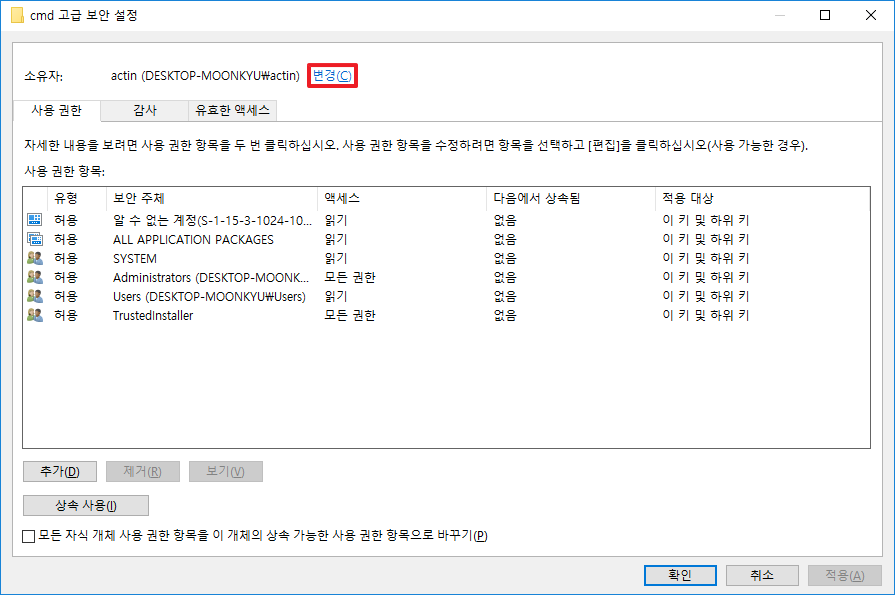 cmd 고급 보안 설정
소유자: actin (DESKTOP-MOONKYU₩actin) 변경(C)
사용 권한 감사 유효한 액세스
자세한 내용을 보려면 사용 권한 항목을 두 번 클릭하십시오. 사용 권한 항목을 수정하려면 항목을 선택하고 [편집]을 클릭하십시오(사용 가능한 경우).
사용 권한 항목:
유형 보안 주체 액세스 다음에서 상속됨 적용 대상
허용 알 수 없는 계정(S-1-15-3-1024-10... 읽기 없음 이 키 및 하위 키
허용 ALL APPLICATION PACKAGES 읽기 없음 이 키 및 하위 키
허용 SYSTEM 읽기 없음 이 키 및 하위 키
허용 Administrators (DESKTOP-MOONK... 모든 권한 없음 이 키 및 하위 키
허용 Users (DESKTOP-MOONKYU₩Users) 읽기 없음 이 키 및 하위 키
허용 TrustedInstaller 모든 권한 없음 이 키 및 하위 키
추가(D) 제거(R) 보기(V)
상속 사용(I)
모든 자식 개체 사용 권한 항목을 이 개체의 상속 가능한 사용 권한 항목으로 바꾸기(P)
확인 취소 적용(A)